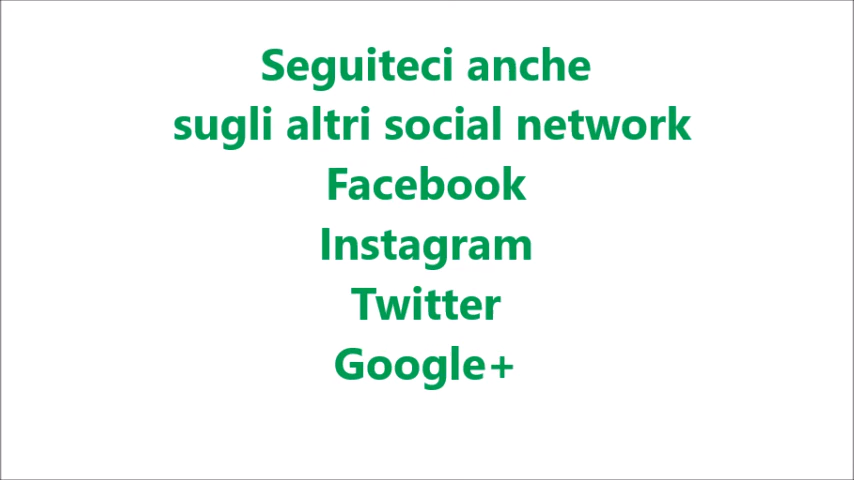 Seguiteci anche
sugli altri social network
Facebook
Instagram
Twitter
Google+